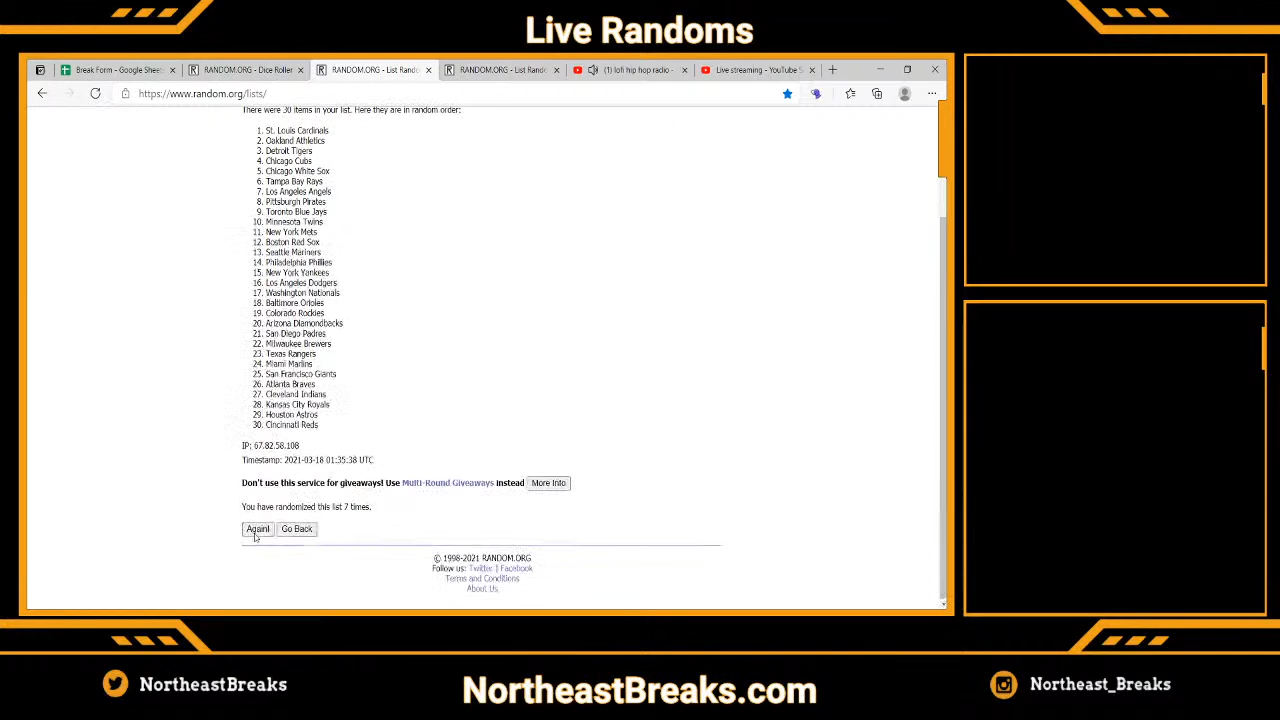 Live Randoms
Break Form - Google Sheet
RANDOM.ORG - Dice Roller
RANDOM.ORG - List Rando
RANDOM.ORG - List Rando
(1) lofi hip hop radio -
Live streaming - YouTube S
https://www.random.org/lists/
There were 30 items in your list. Here they are in random order:
1. St. Louis Cardinals
2. Oakland Athletics
3. Detroit Tigers
4. Chicago Cubs
5. Chicago White Sox
6. Tampa Bay Rays
7. Los Angeles Angels
8. Pittsburgh Pirates
9. Toronto Blue Jays
10. Minnesota Twins
11. New York Mets
12. Boston Red Sox
13. Seattle Mariners
14. Philadelphia Phillies
15. New York Yankees
16. Los Angeles Dodgers
17. Washington Nationals
18. Baltimore Orioles
19. Colorado Rockies
20. Arizona Diamondbacks
21. San Diego Padres
22. Milwaukee Brewers
23. Texas Rangers
24. Miami Marlins
25. San Francisco Giants
26. Atlanta Braves
27. Cleveland Indians
28. Kansas City Royals
29. Houston Astros
30. Cincinnati Reds
IP: 67.82.58.108
Timestamp: 2021-03-18 01:35:38 UTC
Don't use this service for giveaways! Use Multi-Round Giveaways instead More Info
You have randomized this list 7 times.
Again! Go Back
© 1998-2021 RANDOM.ORG
Follow us: Twitter | Facebook
Terms and Conditions
About Us
NortheastBreaks
NortheastBreaks.com
Northeast_Breaks